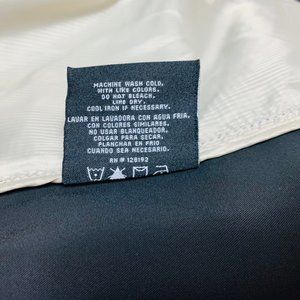 MACHINE WASH COLD,
WITH LIKE COLORS.
DO NOT BLEACH,
LINE DRY.
COOL IRON IF NECESSARY.
LAVAR EN LAVADORA CON AGUA FRIA,
CON COLORES SIMILARES.
NO USAR BLANQUEADOR.
COLGAR PARA SECAR.
PLANCHAR EN FRIO
CUANDO SEA NECESARIO.
RN# 128192